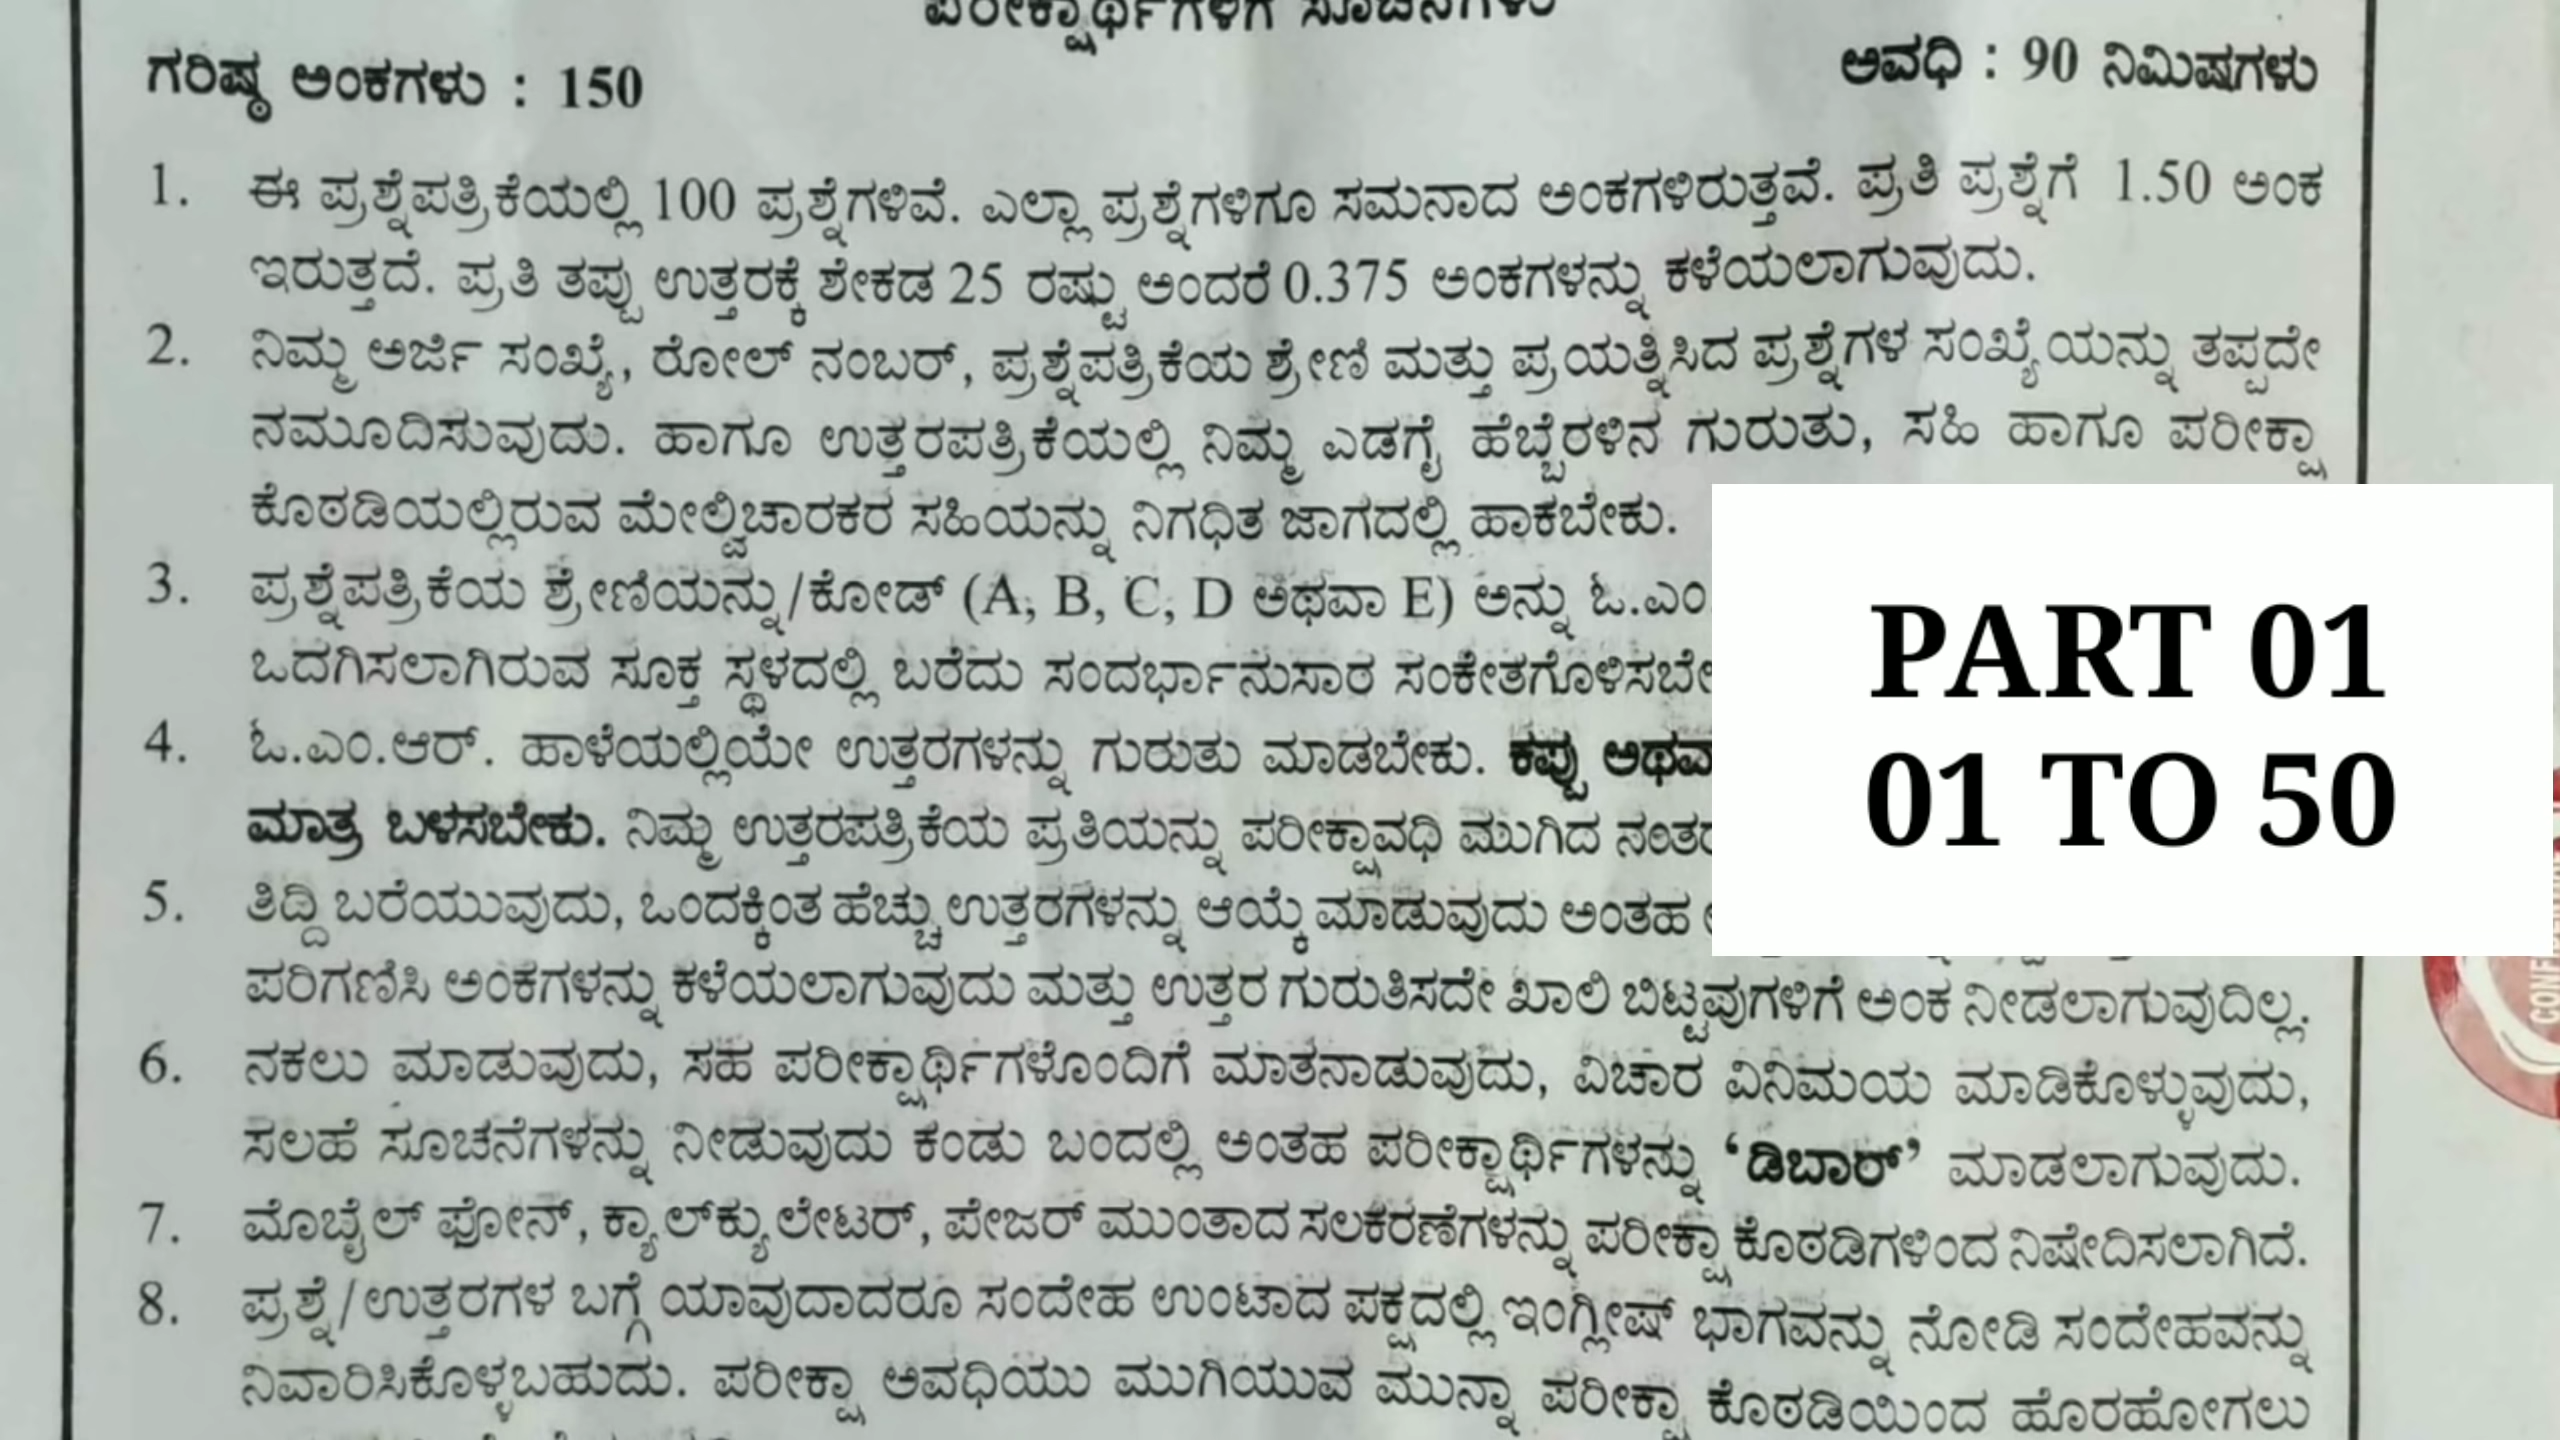 ಪರೀಕ್ಷಾರ್ಥಿಗಳಿಗೆ ಸೂಚನೆಗಳು
ಗರಿಷ್ಠ ಅಂಕಗಳು : 150
ಅವಧಿ : 90 ನಿಮಿಷಗಳು
1. ಈ ಪ್ರಶ್ನೆಪತ್ರಿಕೆಯಲ್ಲಿ 100 ಪ್ರಶ್ನೆಗಳಿವೆ. ಎಲ್ಲಾ ಪ್ರಶ್ನೆಗಳಿಗೂ ಸಮನಾದ ಅಂಕಗಳಿರುತ್ತವೆ. ಪ್ರತಿ ಪ್ರಶ್ನೆಗೆ 1.50 ಅಂಕ
ಇರುತ್ತದೆ. ಪ್ರತಿ ತಪ್ಪು ಉತ್ತರಕ್ಕೆ ಶೇಕಡ 25 ರಷ್ಟು ಅಂದರೆ 0.375 ಅಂಕಗಳನ್ನು ಕಳೆಯಲಾಗುವುದು.
2. ನಿಮ್ಮ ಅರ್ಜಿ ಸಂಖ್ಯೆ, ರೋಲ್ ನಂಬರ್, ಪ್ರಶ್ನೆಪತ್ರಿಕೆಯ ಶ್ರೇಣಿ ಮತ್ತು ಪ್ರಯತ್ನಿಸಿದ ಪ್ರಶ್ನೆಗಳ ಸಂಖ್ಯೆಯನ್ನು ತಪ್ಪದೇ
ನಮೂದಿಸುವುದು. ಹಾಗೂ ಉತ್ತರಪತ್ರಿಕೆಯಲ್ಲಿ ನಿಮ್ಮ ಎಡಗೈ ಹೆಬ್ಬೆರಳಿನ ಗುರುತು, ಸಹಿ ಹಾಗೂ ಪರೀಕ್ಷಾ
ಕೊಠಡಿಯಲ್ಲಿರುವ ಮೇಲ್ವಿಚಾರಕರ ಸಹಿಯನ್ನು ನಿಗಧಿತ ಜಾಗದಲ್ಲಿ ಹಾಕಬೇಕು.
3. ಪ್ರಶ್ನೆಪತ್ರಿಕೆಯ ಶ್ರೇಣಿಯನ್ನು/ಕೋಡ್ (A, B, C, D ಅಥವಾ E) ಅನ್ನು ಓ.ಎಂ.
ಒದಗಿಸಲಾಗಿರುವ ಸೂಕ್ತ ಸ್ಥಳದಲ್ಲಿ ಬರೆದು ಸಂದರ್ಭಾನುಸಾರ ಸಂಕೇತಗೊಳಿಸಬೇ
4. ಓ.ಎಂ.ಆರ್. ಹಾಳೆಯಲ್ಲಿಯೇ ಉತ್ತರಗಳನ್ನು ಗುರುತು ಮಾಡಬೇಕು. ಕಪ್ಪು ಅಥವಾ
ಮಾತ್ರ ಬಳಸಬೇಕು. ನಿಮ್ಮ ಉತ್ತರಪತ್ರಿಕೆಯ ಪ್ರತಿಯನ್ನು ಪರೀಕ್ಷಾವಧಿ ಮುಗಿದ ನಂತರ
5. ತಿದ್ದಿ ಬರೆಯುವುದು, ಒಂದಕ್ಕಿಂತ ಹೆಚ್ಚು ಉತ್ತರಗಳನ್ನು ಆಯ್ಕೆ ಮಾಡುವುದು ಅಂತಹ
ಪರಿಗಣಿಸಿ ಅಂಕಗಳನ್ನು ಕಳೆಯಲಾಗುವುದು ಮತ್ತು ಉತ್ತರ ಗುರುತಿಸದೇ ಖಾಲಿ ಬಿಟ್ಟವುಗಳಿಗೆ ಅಂಕ ನೀಡಲಾಗುವುದಿಲ್ಲ.
6. ನಕಲು ಮಾಡುವುದು, ಸಹ ಪರೀಕ್ಷಾರ್ಥಿಗಳೊಂದಿಗೆ ಮಾತನಾಡುವುದು, ವಿಚಾರ ವಿನಿಮಯ ಮಾಡಿಕೊಳ್ಳುವುದು,
ಸಲಹೆ ಸೂಚನೆಗಳನ್ನು ನೀಡುವುದು ಕಂಡು ಬಂದಲ್ಲಿ ಅಂತಹ ಪರೀಕ್ಷಾರ್ಥಿಗಳನ್ನು ‘ಡಿಬಾರ್’ ಮಾಡಲಾಗುವುದು.
7. ಮೊಬೈಲ್ ಫೋನ್, ಕ್ಯಾಲ್‌ಕ್ಯುಲೇಟರ್, ಪೇಜರ್ ಮುಂತಾದ ಸಲಕರಣೆಗಳನ್ನು ಪರೀಕ್ಷಾ ಕೊಠಡಿಗಳಿಂದ ನಿಷೇದಿಸಲಾಗಿದೆ.
8. ಪ್ರಶ್ನೆ/ಉತ್ತರಗಳ ಬಗ್ಗೆ ಯಾವುದಾದರೂ ಸಂದೇಹ ಉಂಟಾದ ಪಕ್ಷದಲ್ಲಿ ಇಂಗ್ಲೀಷ್ ಭಾಗವನ್ನು ನೋಡಿ ಸಂದೇಹವನ್ನು
ನಿವಾರಿಸಿಕೊಳ್ಳಬಹುದು. ಪರೀಕ್ಷಾ ಅವಧಿಯು ಮುಗಿಯುವ ಮುನ್ನಾ ಪರೀಕ್ಷಾ ಕೊಠಡಿಯಿಂದ ಹೊರಹೋಗಲು
PART 01
01 TO 50